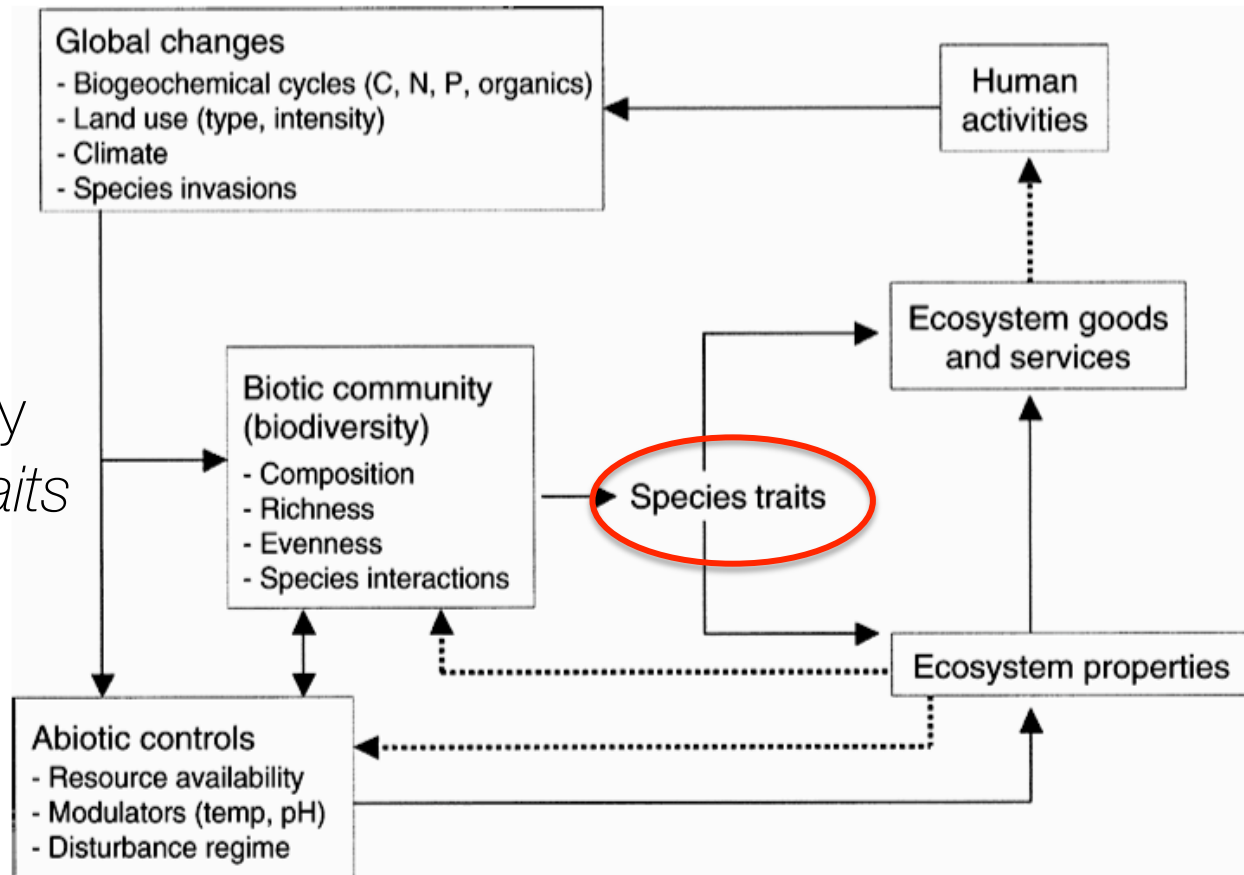 Global changes
- Biogeochemical cycles (C, N, P, organics)
- Land use (type, intensity)
- Climate
- Species invasions
Human
activities
Ecosystem goods
and services
Biotic community
(biodiversity)
- Composition
- Richness
- Evenness
- Species interactions
Species traits
Ecosystem properties
Abiotic controls
- Resource availability
- Modulators (temp, pH)
- Disturbance regime